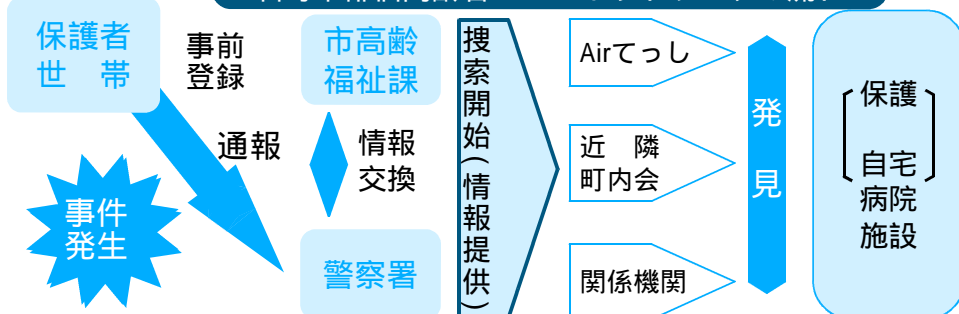 保護者
世　帯
事前
登録
市高齢
福祉課
通報
情報
交換
事件
発生
警察署
捜索開始(情報提供)
Airてっし
近　隣
町内会
関係機関
発見
保護
自宅
病院
施設